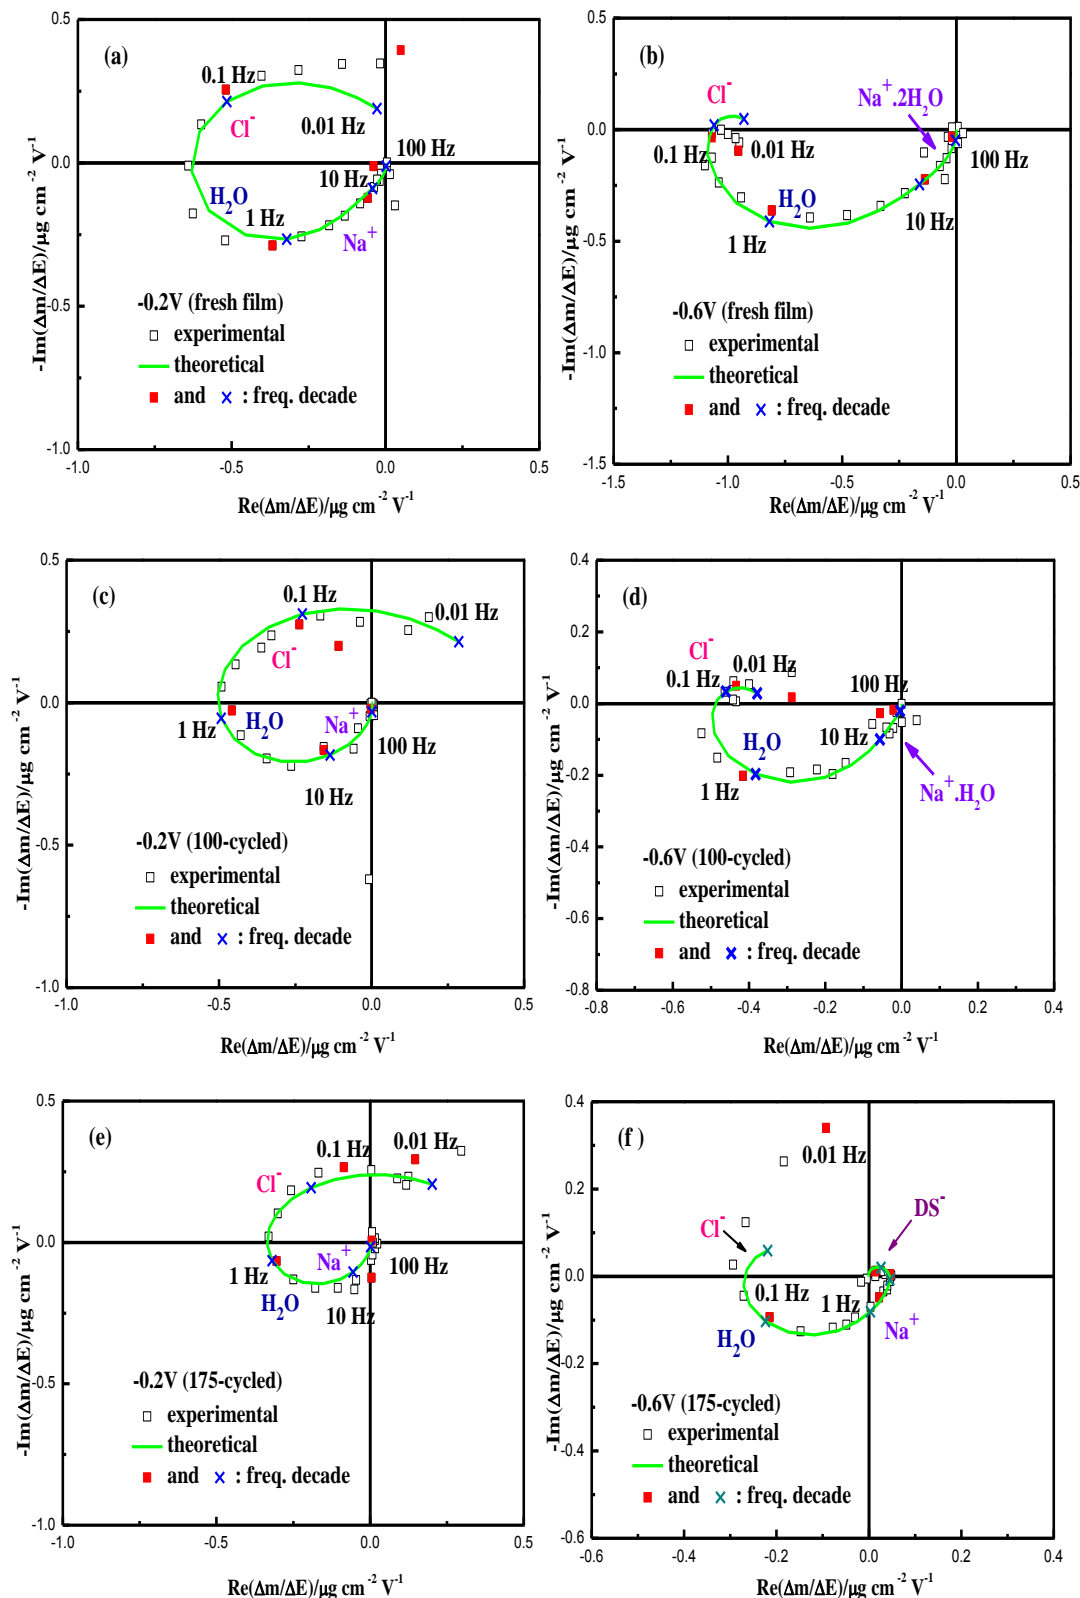 (a)
0.5
0.1 Hz
Cl⁻
0.01 Hz
100 Hz
0.0
10 Hz
H₂O
1 Hz
Na⁺
-0.2V (fresh film)
experimental
-0.5
theoretical
and × : freq. decade
-1.0
-1.0 -0.5 0.0 0.5
Re(Δm/ΔE)/μg cm⁻² V⁻¹
-Im(Δm/ΔE)/μg cm⁻² V⁻¹
(b)
0.5
Cl⁻
Na⁺.2H₂O
0.0
0.1 Hz
0.01 Hz
100 Hz
H₂O
10 Hz
1 Hz
-0.5
-0.6V (fresh film)
experimental
theoretical
-1.0
and × : freq. decade
-1.5
-1.5 -1.0 -0.5 0.0 0.5
Re(Δm/ΔE)/μg cm⁻² V⁻¹
-Im(Δm/ΔE)/μg cm⁻² V⁻¹
0.5
(c)
0.1 Hz
0.01 Hz
Cl⁻
0.0
1 Hz
H₂O
Na⁺
100 Hz
10 Hz
-0.2V (100-cycled)
-0.5
experimental
theoretical
and × : freq. decade
-1.0
-1.0 -0.5 0.0 0.5
Re(Δm/ΔE)/μg cm⁻² V⁻¹
-Im(Δm/ΔE)/μg cm⁻² V⁻¹
0.4
(d)
0.2
Cl⁻
0.1 Hz
0.01 Hz
100 Hz
0.0
H₂O
10 Hz
1 Hz
-0.2
Na⁺.H₂O
-0.4
-0.6V (100-cycled)
experimental
theoretical
-0.6
and × : freq. decade
-0.8
-0.8 -0.6 -0.4 -0.2 0.0 0.2 0.4
Re(Δm/ΔE)/μg cm⁻² V⁻¹
-Im(Δm/ΔE)/μg cm⁻² V⁻¹
0.5
(e)
0.1 Hz
0.01 Hz
Cl⁻
0.0
1 Hz
Na⁺
100 Hz
H₂O
10 Hz
-0.2V (175-cycled)
-0.5
experimental
theoretical
and × : freq. decade
-1.0
-1.0 -0.5 0.0 0.5
Re(Δm/ΔE)/μg cm⁻² V⁻¹
-Im(Δm/ΔE)/μg cm⁻² V⁻¹
0.4
(f )
0.01 Hz
0.2
Cl⁻
DS⁻
0.0
0.1 Hz
1 Hz
H₂O
Na⁺
-0.2
-0.6V (175-cycled)
experimental
theoretical
-0.4
and × : freq. decade
-0.6
-0.6 -0.4 -0.2 0.0 0.2 0.4
Re(Δm/ΔE)/μg cm⁻² V⁻¹
-Im(Δm/ΔE)/μg cm⁻² V⁻¹